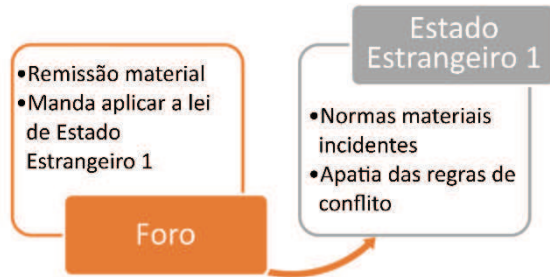 •Remissão material
•Manda aplicar a lei
de Estado
Estrangeiro 1
Foro
Estado
Estrangeiro 1
•Normas materiais
incidentes
•Apatia das regras de
conflito